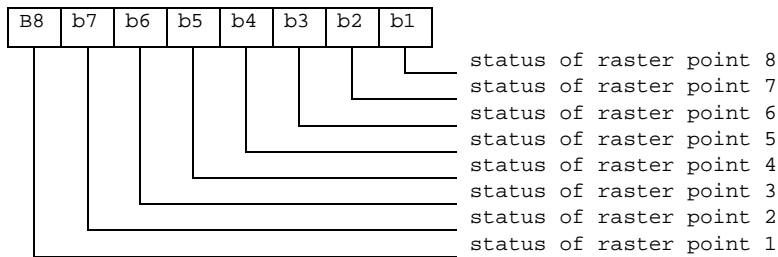 B8 b7 b6 b5 b4 b3 b2 b1
status of raster point 8
status of raster point 7
status of raster point 6
status of raster point 5
status of raster point 4
status of raster point 3
status of raster point 2
status of raster point 1